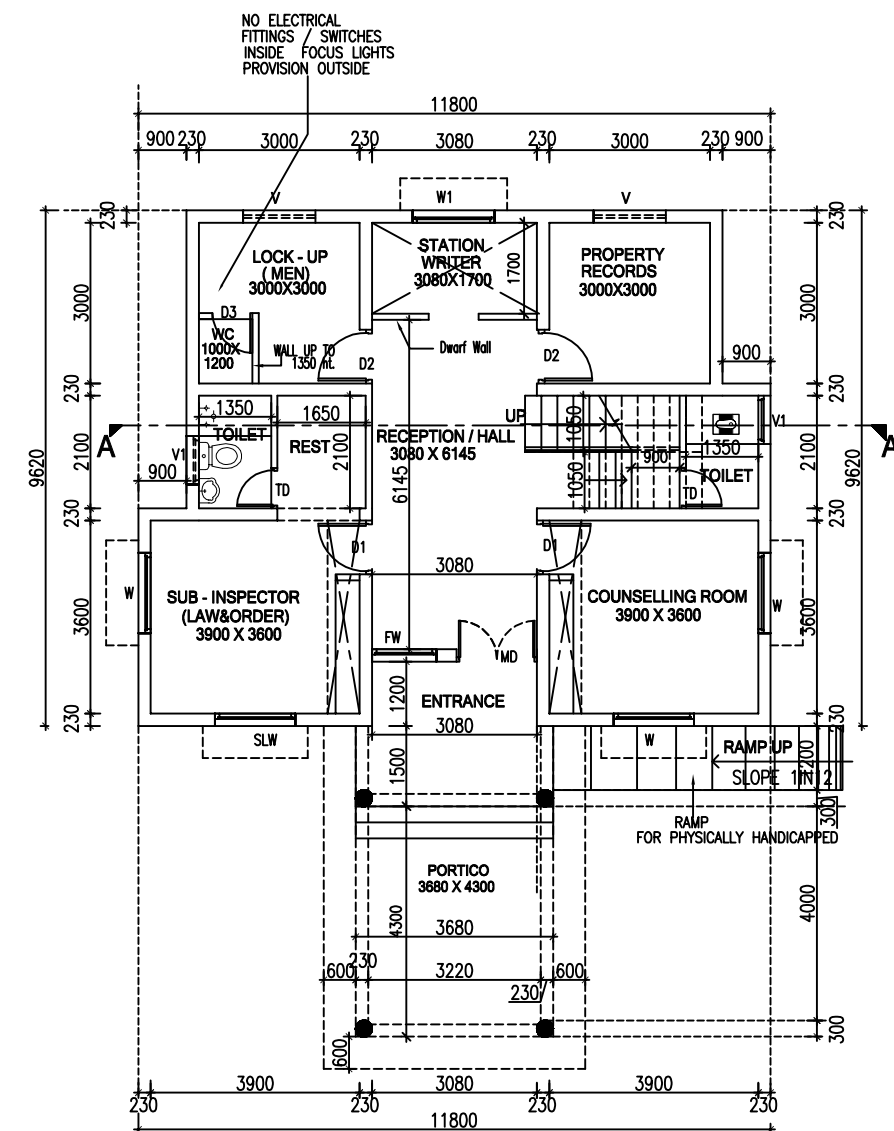 NO ELECTRICAL
FITTINGS / SWITCHES
INSIDE FOCUS LIGHTS
PROVISION OUTSIDE
11800
900 230 3000 230 3080 230 3000 230 900
V
W1
V
230
230
LOCK - UP
( MEN)
3000X3000
STATION
WRITER
3080X1700
1700
PROPERTY
RECORDS
3000X3000
3000
3000
D3
WC
1000X
1200
WALL UP TO
1350 mt.
D2
Dwarf Wall
D2
900
230
230
1350
1650
UP
1050
V1
A
TOILET
REST
RECEPTION / HALL
3080 X 6145
A
V1
2100
2100
6145
1050
900
1350
TOILET
2100
9620
9620
900
TD
TD
230
230
D1
D1
3080
W
SUB - INSPECTOR
(LAW&ORDER)
3900 X 3600
COUNSELLING ROOM
3900 X 3600
W
3600
3600
FW
MD
1200
ENTRANCE
3080
230
230
SLW
W
1500
RAMP UP
1200
SLOPE 1IN12
300
RAMP
FOR PHYSICALLY HANDICAPPED
PORTICO
3680 X 4300
4300
4000
3680
230
600 3220 600
230
300
600
3900 3080 3900
230 230 230 230
11800